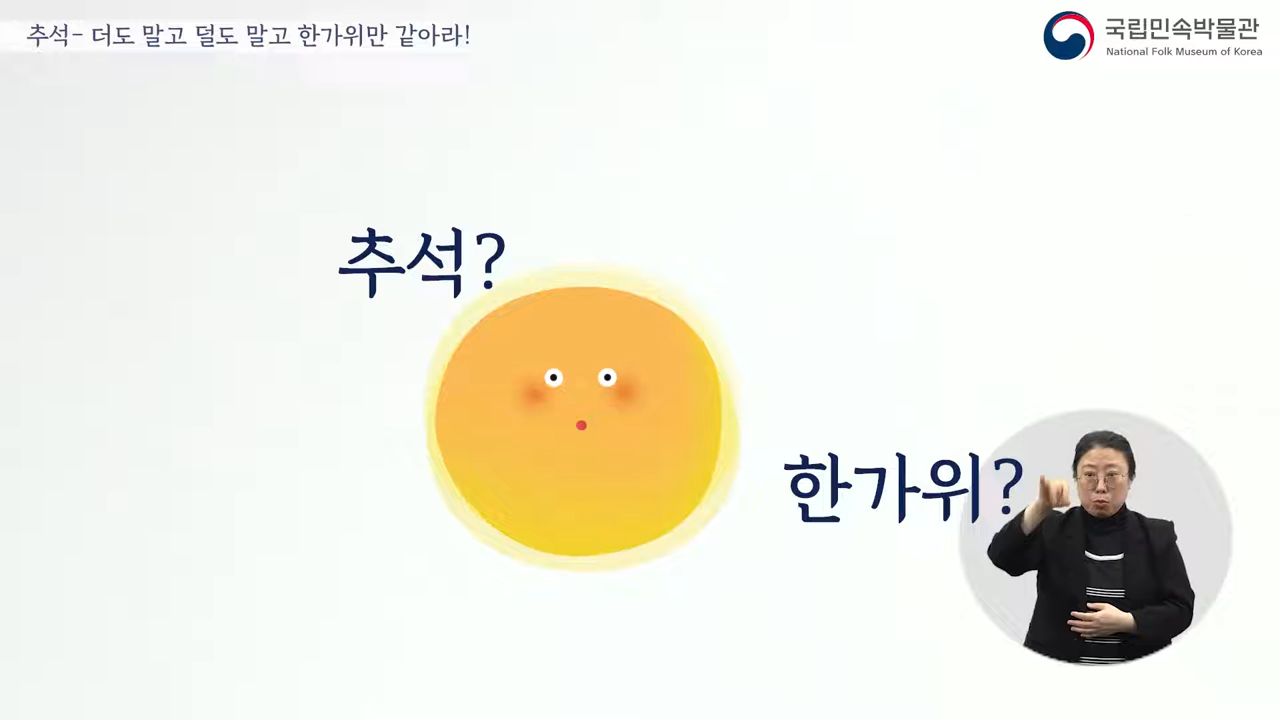 추석- 더도 말고 덜도 말고 한가위만 같아라!
국립민속박물관
National Folk Museum of Korea
추석?
한가위?